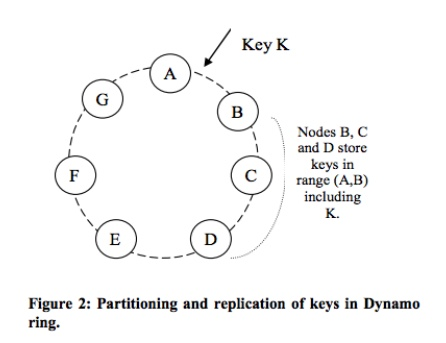 Key K
A
G
B
Nodes B, C
and D store
keys in
range (A,B)
including
K.
F
C
E
D
Figure 2: Partitioning and replication of keys in Dynamo
ring.